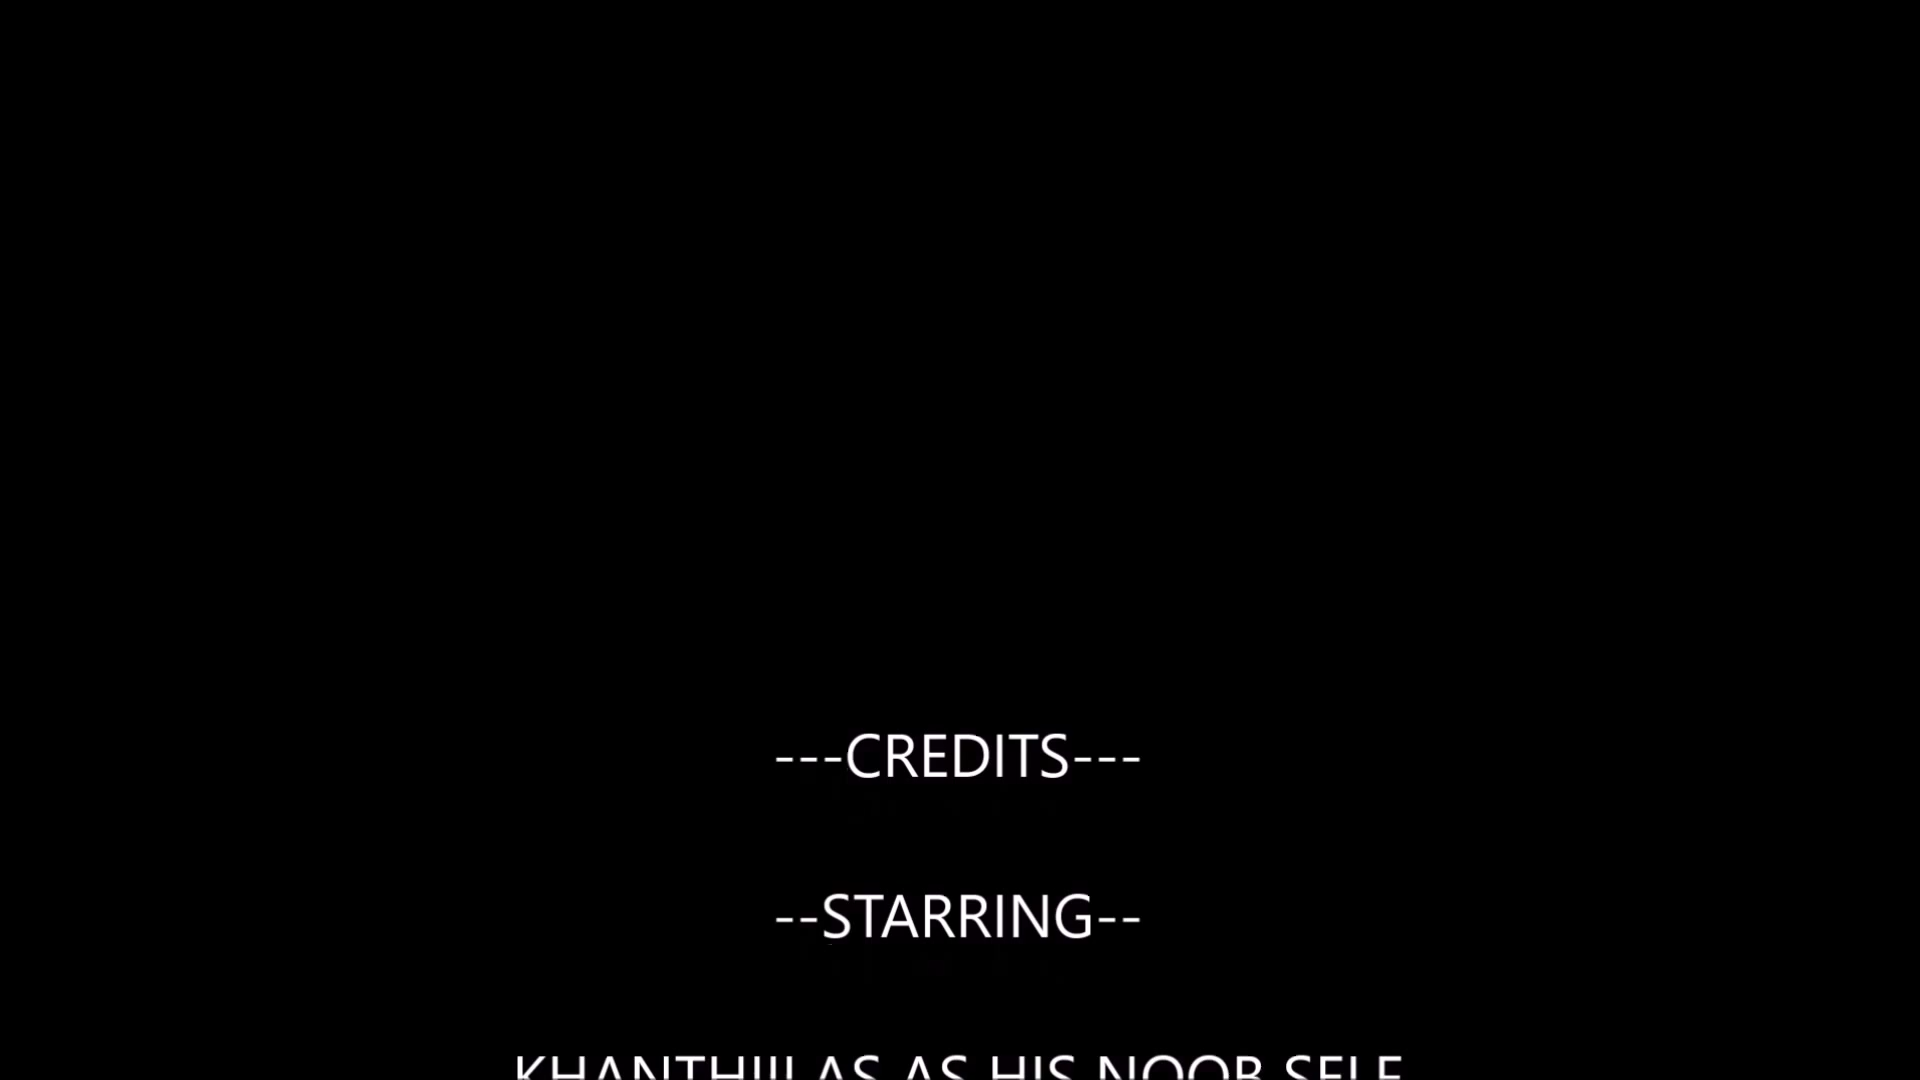 ---CREDITS---
--STARRING--
AS HIS NOOB SELF